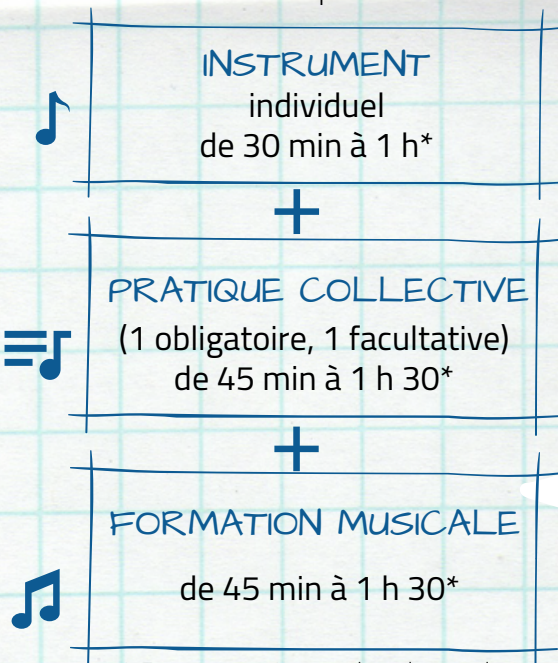 INSTRUMENT
individuel
de 30 min à 1 h*
+
PRATIQUE COLLECTIVE
(1 obligatoire, 1 facultative)
de 45 min à 1 h 30*
+
FORMATION MUSICALE
de 45 min à 1 h 30*